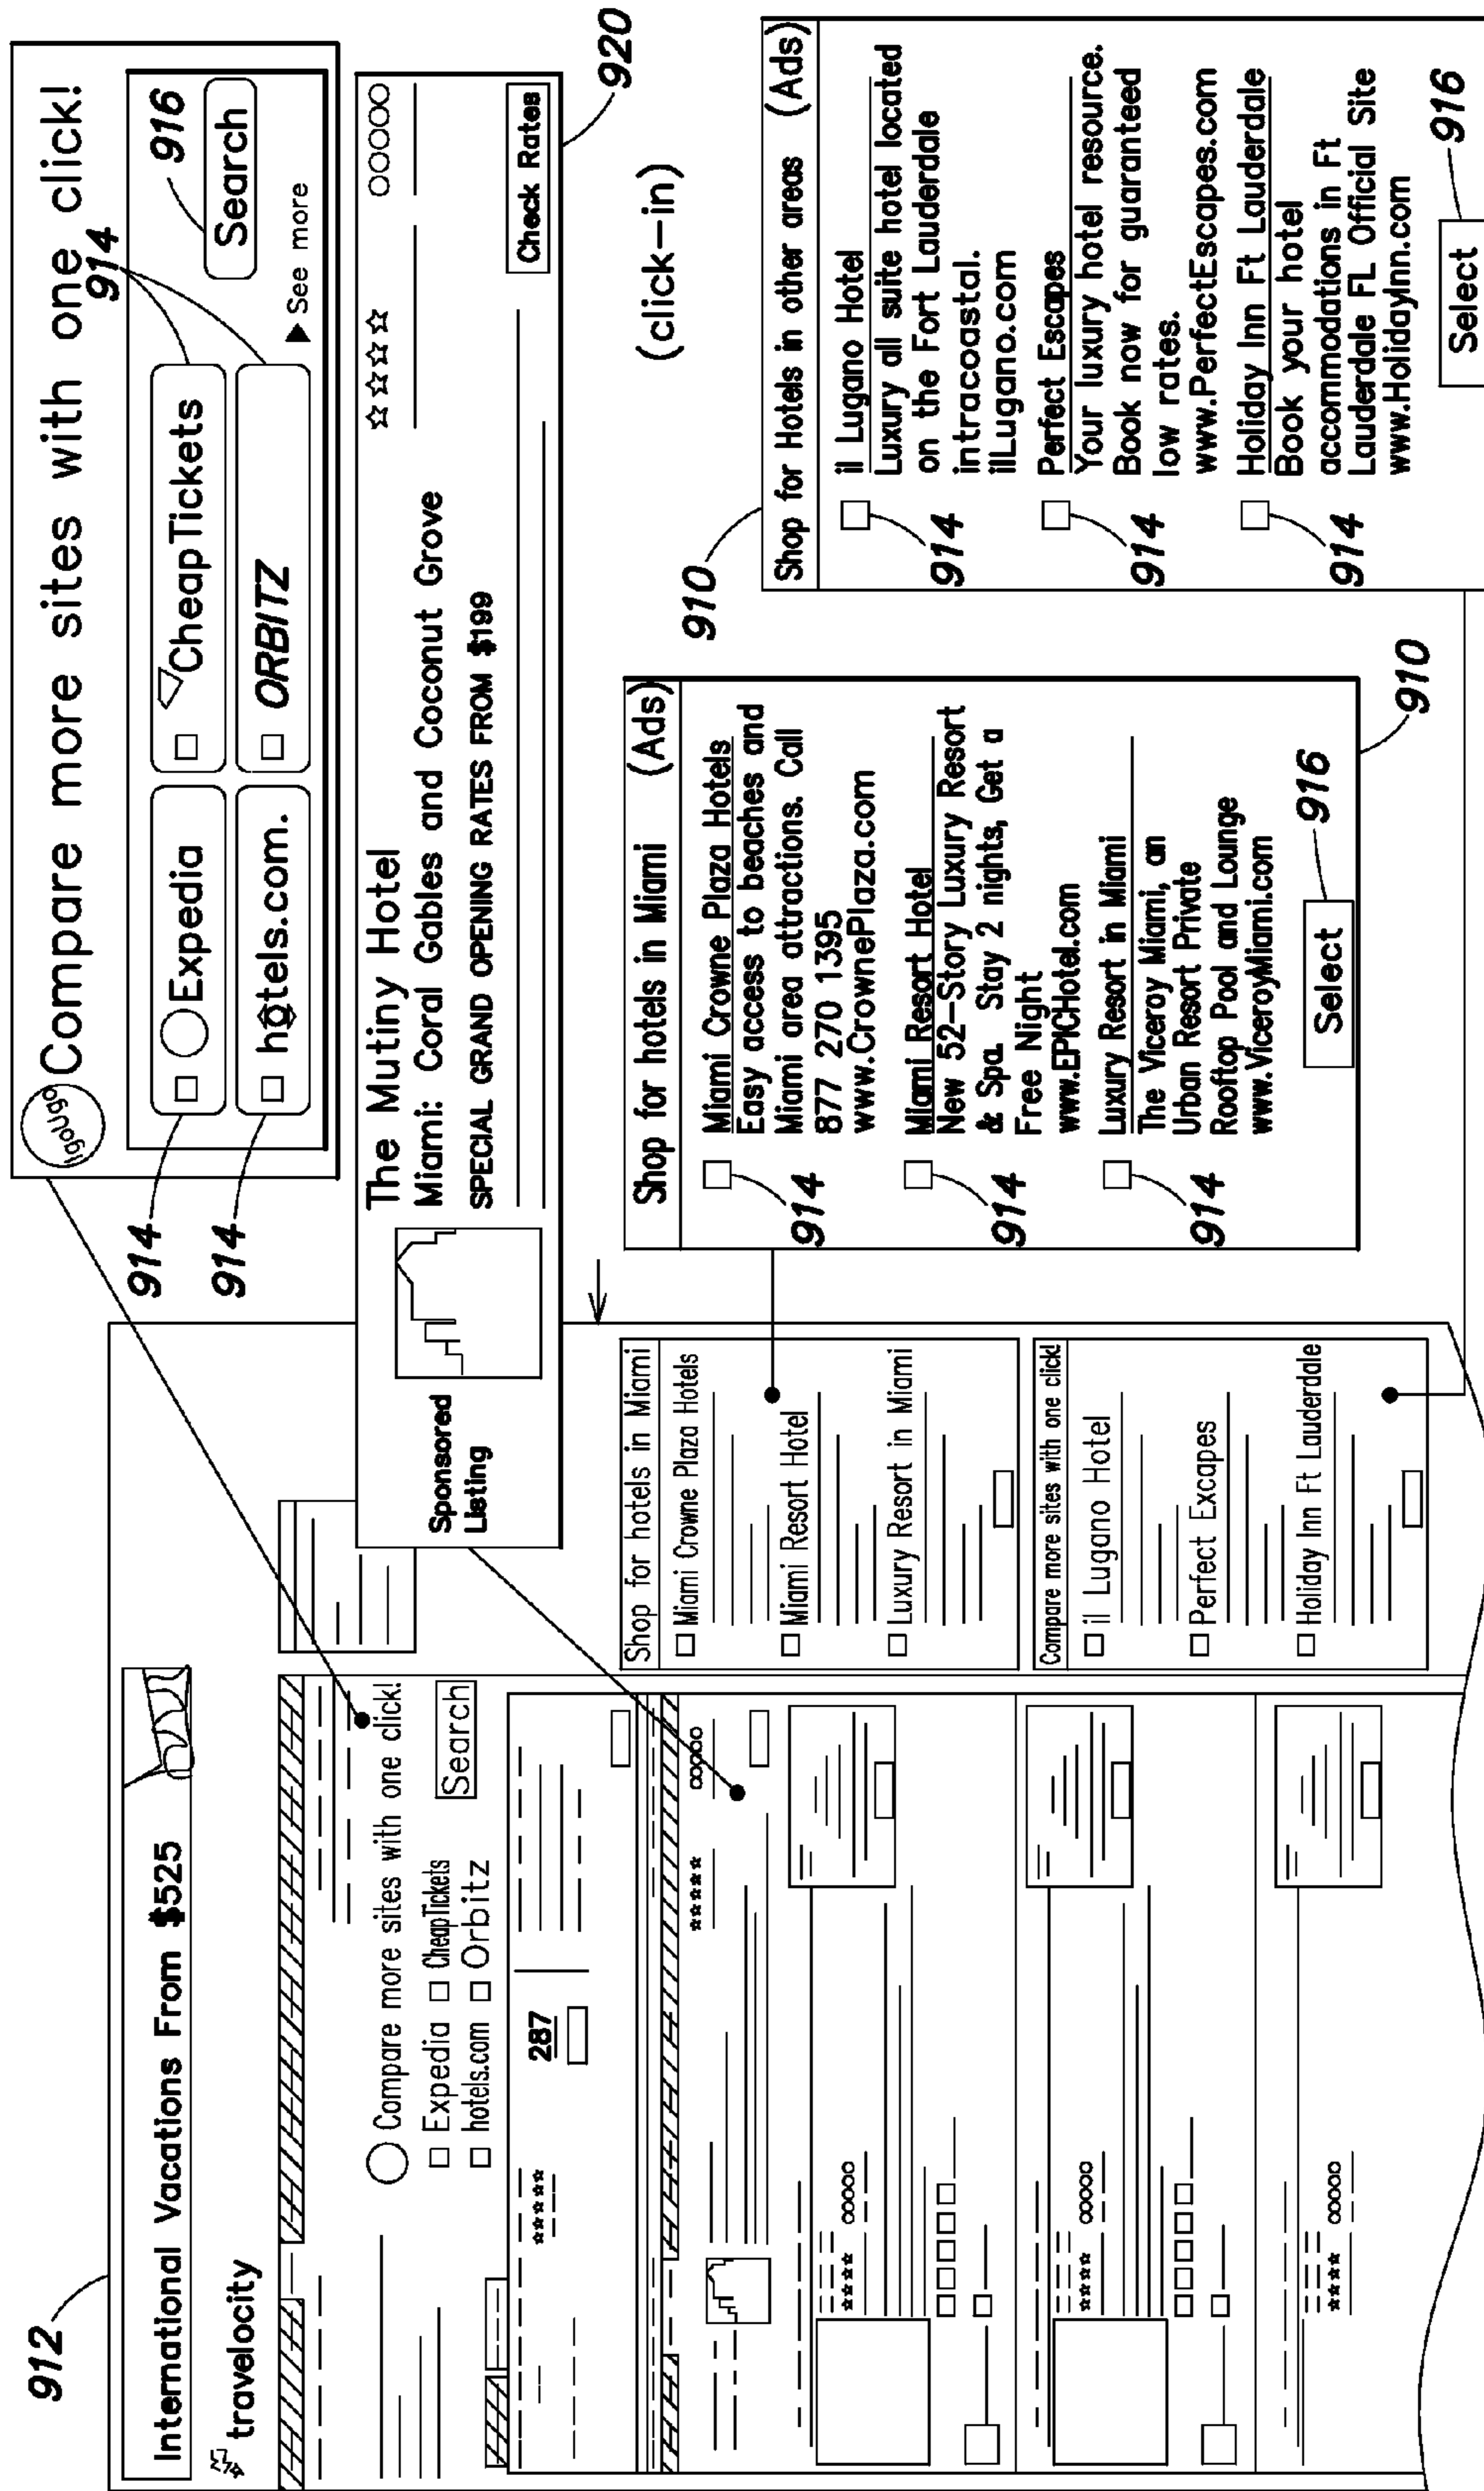 912
International Vacations From $525
travelocity
Compare more sites with one click!
Expedia CheapTickets
hotels.com Orbitz
Search
287
Shop for hotels in Miami
Miami Crowne Plaza Hotels
Miami Resort Hotel
Luxury Resort in Miami
Compare more sites with one click!
il Lugano Hotel
Perfect Excapes
Holiday Inn Ft Lauderdale
IgoUgo
Compare more sites with one click!
914
914
914
916
Expedia
CheapTickets
Search
hotels.com.
ORBITZ
See more
Sponsored
Listing
The Mutiny Hotel
Miami: Coral Gables and Coconut Grove
SPECIAL GRAND OPENING RATES FROM $199
Check Rates
920
(click-in)
Shop for hotels in Miami (Ads)
Miami Crowne Plaza Hotels
Easy access to beaches and
Miami area attractions. Call
877 270 1395
www.CrownePlaza.com
914
Miami Resort Hotel
New 52-Story Luxury Resort
& Spa. Stay 2 nights, Get a
Free Night
www.EPICHotel.com
914
Luxury Resort in Miami
The Viceroy Miami, an
Urban Resort Private
Rooftop Pool and Lounge
www.ViceroyMiami.com
914
Select
916
910
910
Shop for Hotels in other areas (Ads)
il Lugano Hotel
Luxury all suite hotel located
on the Fort Lauderdale
intracoastal.
ilLugano.com
914
Perfect Escapes
Your luxury hotel resource.
Book now for guaranteed
low rates.
www.PerfectEscapes.com
914
Holiday Inn Ft Lauderdale
Book your hotel
accommodations in Ft
Lauderdale FL Official Site
www.HolidayInn.com
914
Select
916